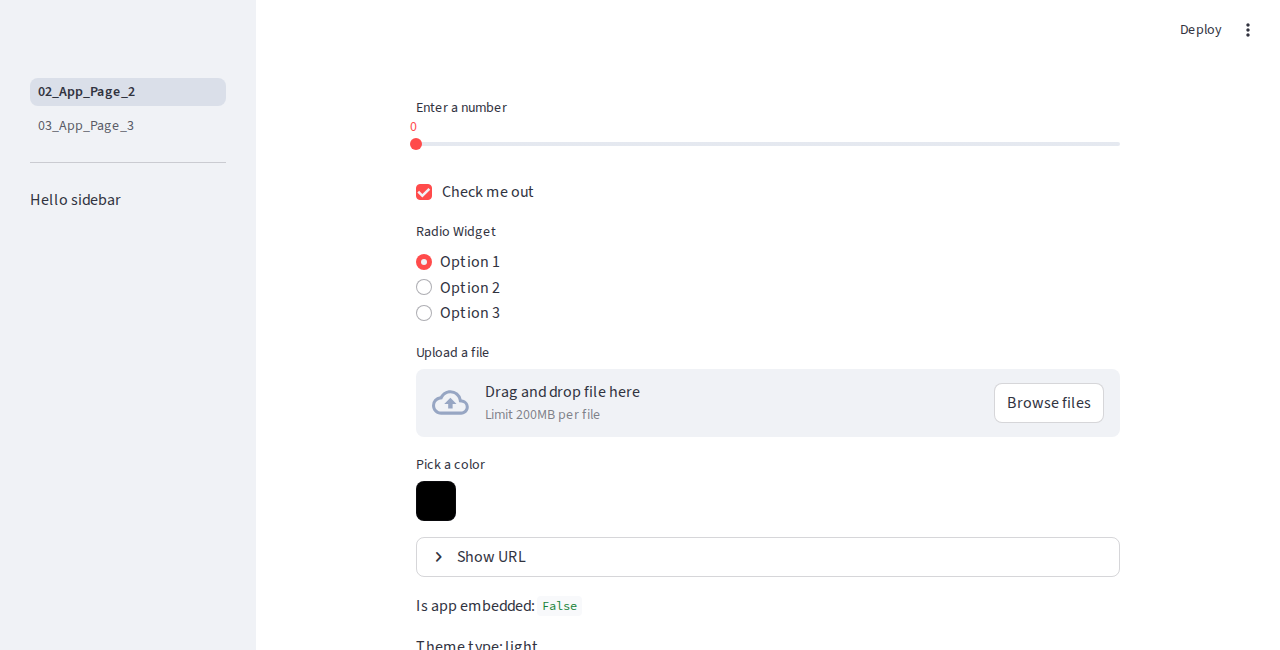 Deploy
02_App_Page_2
03_App_Page_3
Hello sidebar
Enter a number
0
Check me out
Radio Widget
Option 1
Option 2
Option 3
Upload a file
Drag and drop file here
Limit 200MB per file
Browse files
Pick a color
Show URL
Is app embedded: False
Theme type: light